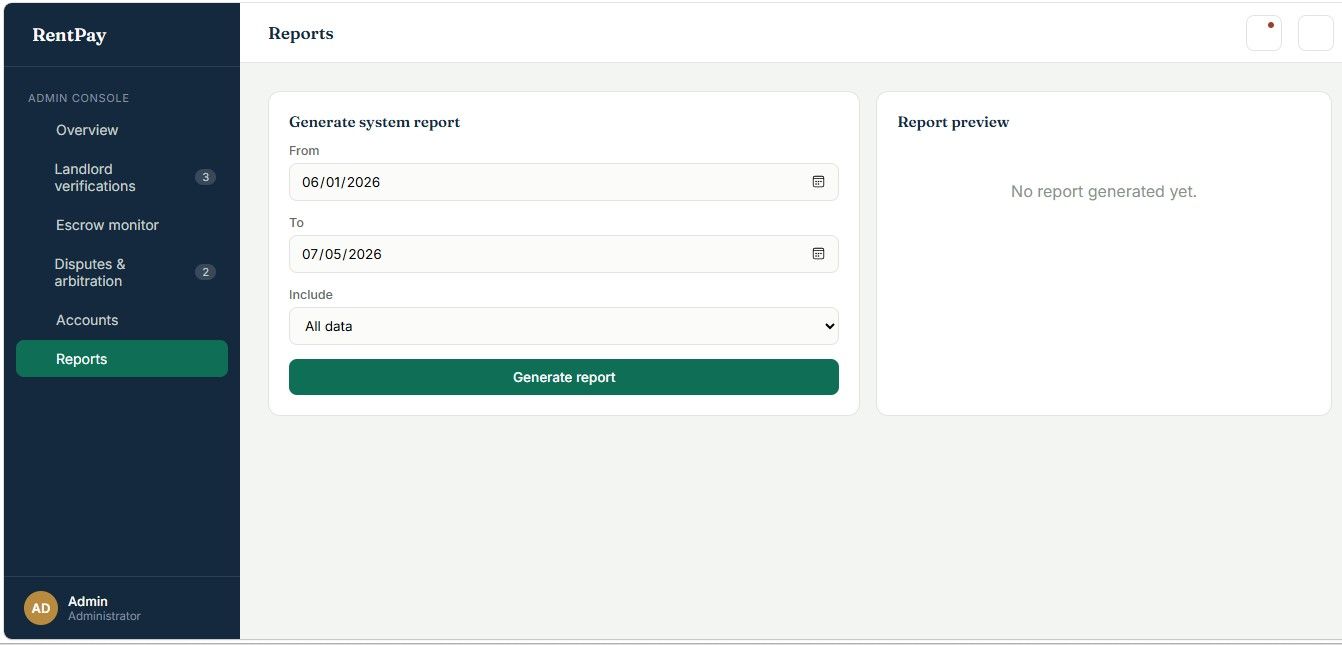 RentPay
ADMIN CONSOLE
Overview
Landlord
verifications
3
Escrow monitor
Disputes &
arbitration
2
Accounts
Reports
AD
Admin
Administrator
Reports
Generate system report
From
06/01/2026
To
07/05/2026
Include
All data
Generate report
Report preview
No report generated yet.